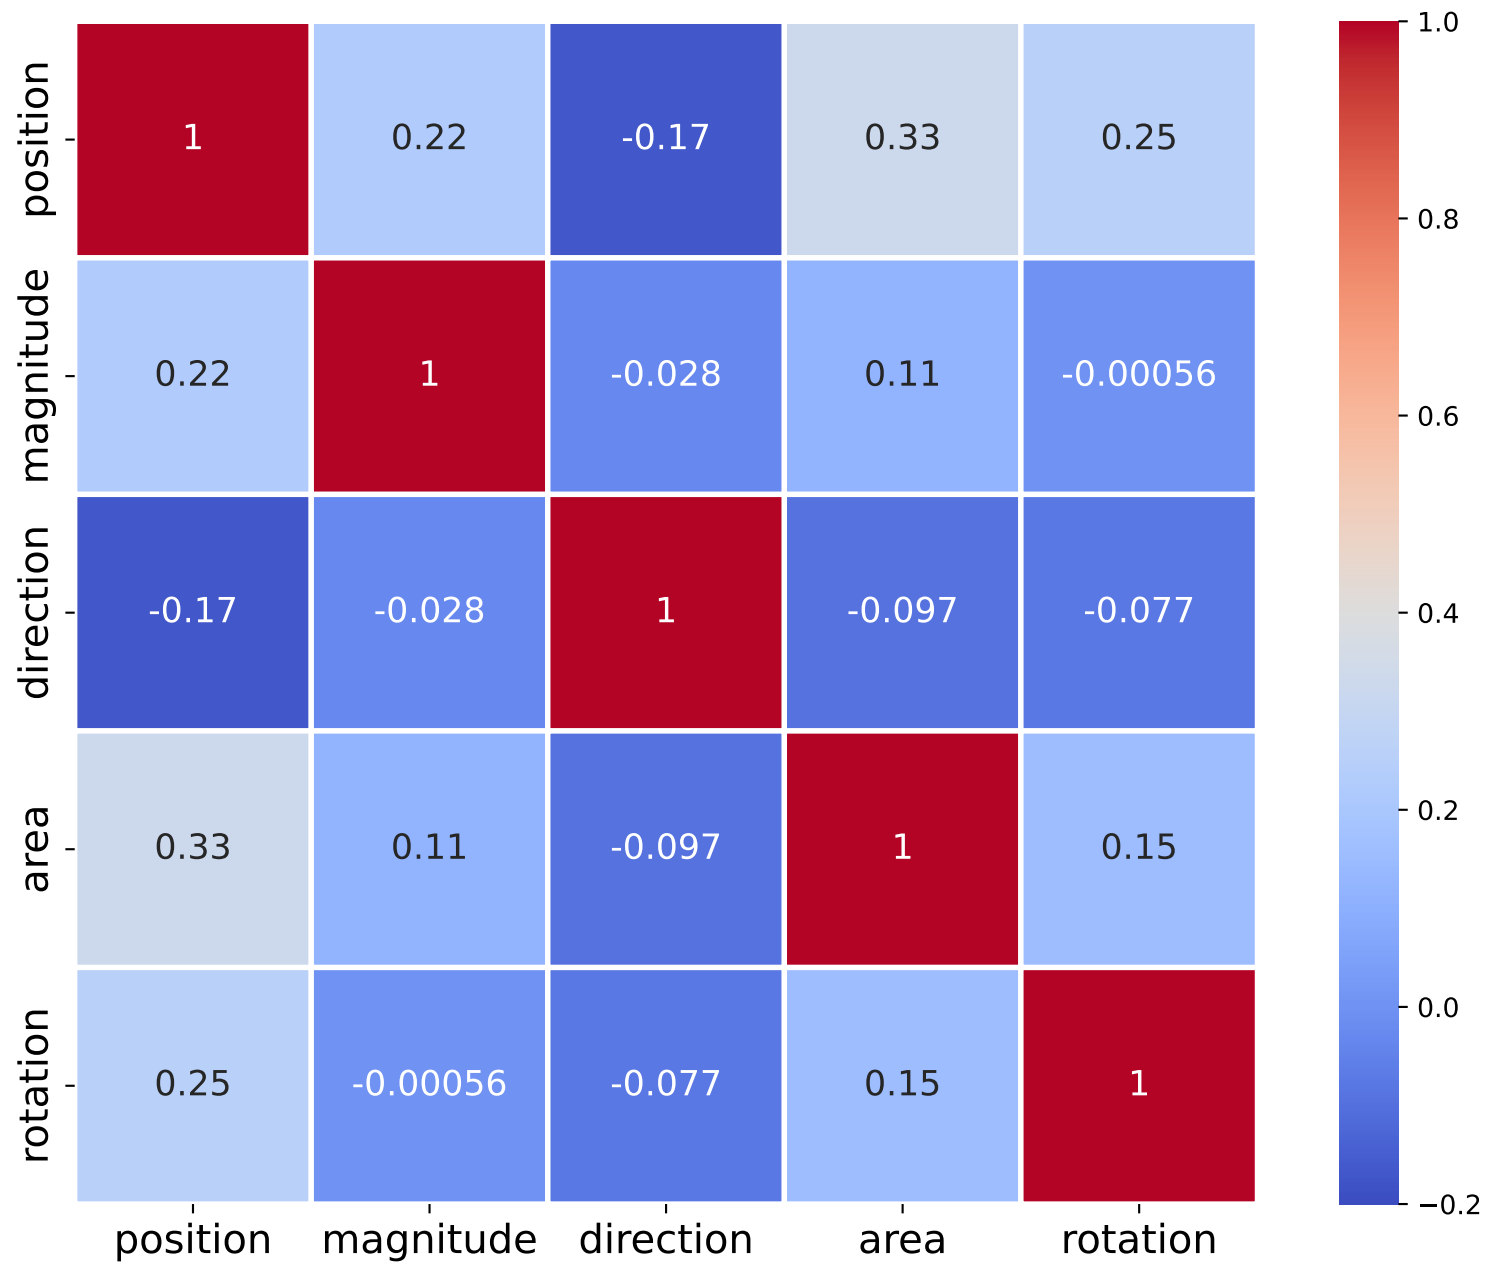 position 1 0.22 -0.17 0.33 0.25
magnitude 0.22 1 -0.028 0.11 -0.00056
direction -0.17 -0.028 1 -0.097 -0.077
area 0.33 0.11 -0.097 1 0.15
rotation 0.25 -0.00056 -0.077 0.15 1
position magnitude direction area rotation
1.0
0.8
0.6
0.4
0.2
0.0
−0.2